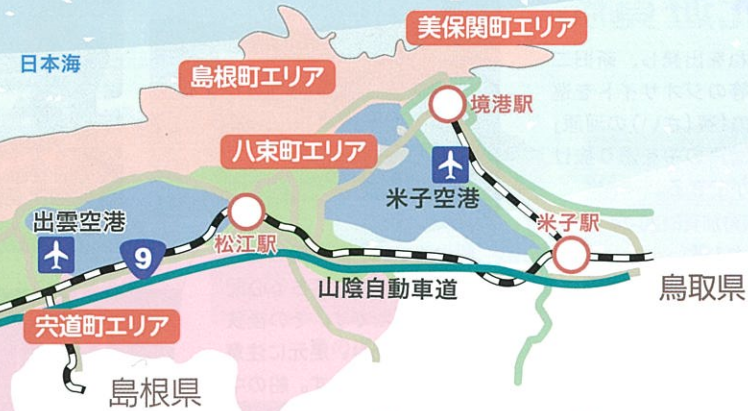 美保関町エリア
日本海
島根町エリア
境港駅
八束町エリア
米子空港
米子駅
出雲空港
松江駅
9
山陰自動車道
鳥取県
宍道町エリア
島根県